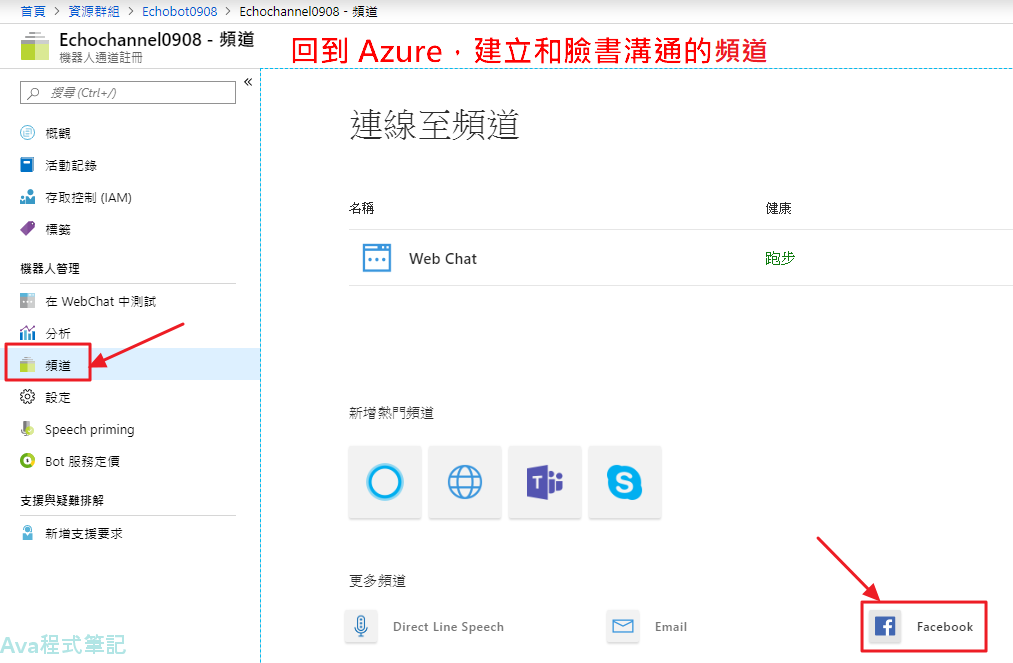 首頁 > 資源群組 > Echobot0908 > Echochannel0908 - 頻道
Echochannel0908 - 頻道
機器人通道註冊
回到 Azure，建立和臉書溝通的頻道
搜尋 (Ctrl+/)
«
概觀
活動記錄
存取控制 (IAM)
標籤
機器人管理
在 WebChat 中測試
分析
頻道
設定
Speech priming
Bot 服務定價
支援與疑難排解
新增支援要求
連線至頻道
名稱 健康
Web Chat 跑步
新增熱門頻道
更多頻道
Direct Line Speech Email Facebook
Ava程式筆記